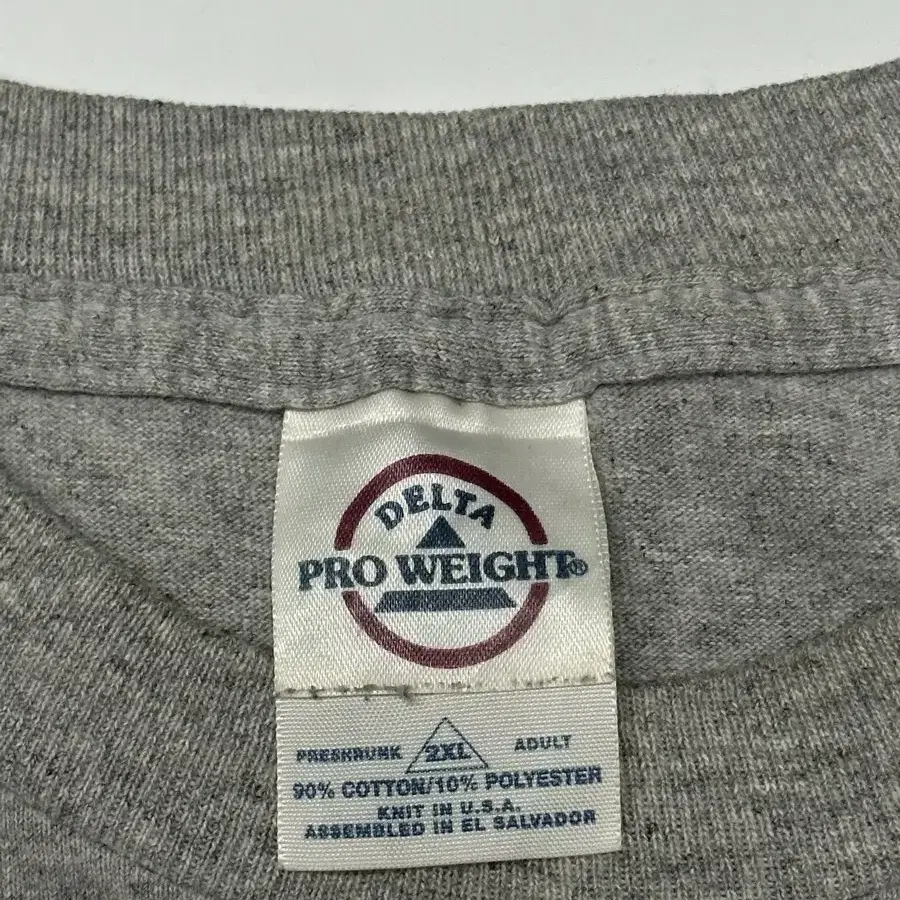 DELTA
PRO WEIGHT®
PRESHRUNK 2XL ADULT
90% COTTON/10% POLYESTER
KNIT IN U.S.A.
ASSEMBLED IN EL SALVADOR